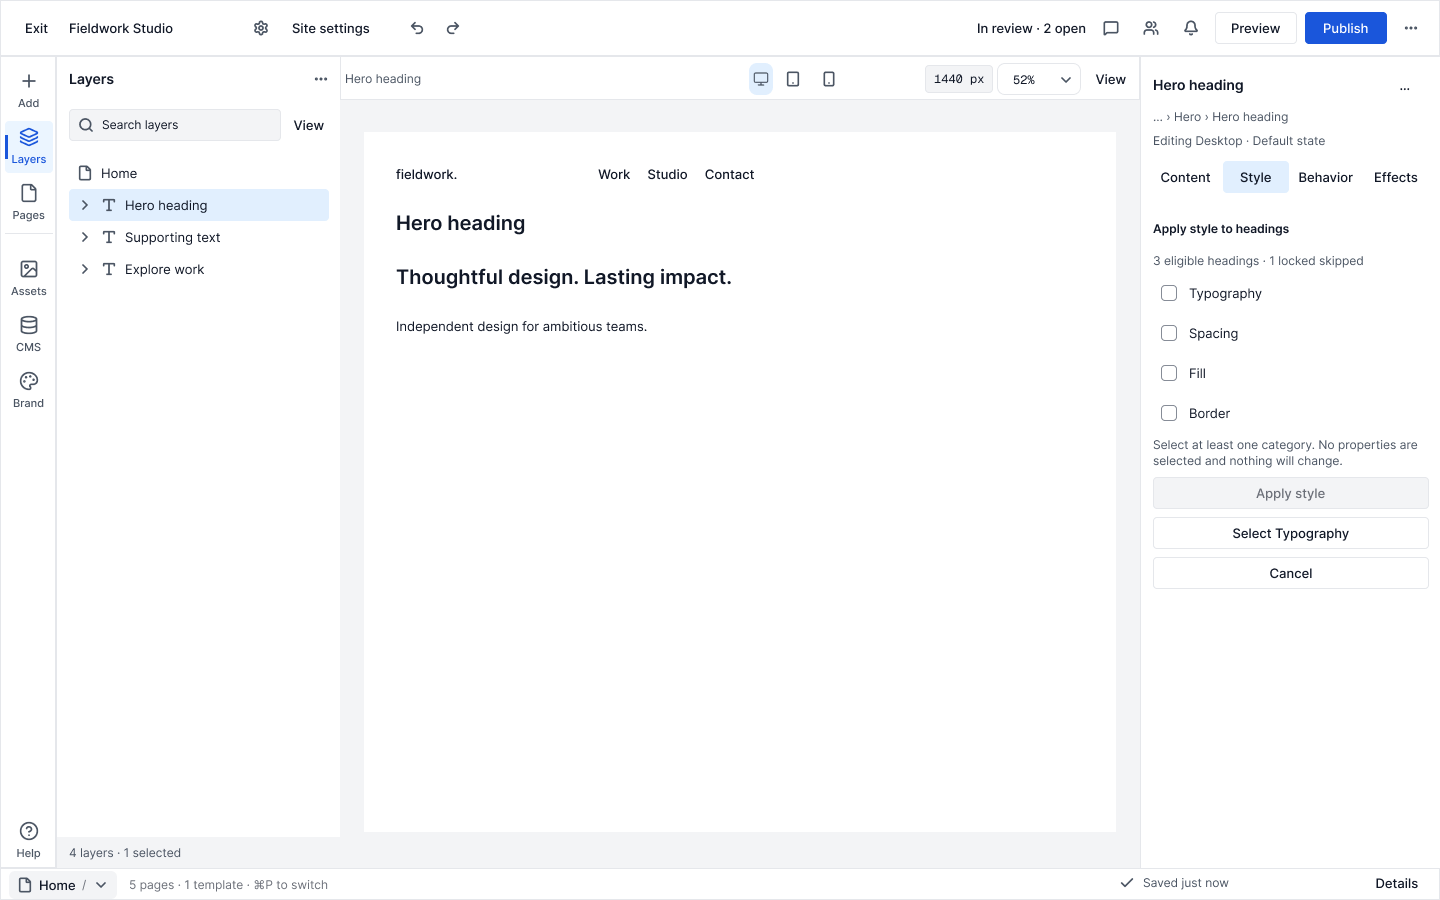 Exit
Fieldwork Studio
Site settings
In review · 2 open
Preview
Publish
Add
Layers
Pages
Assets
CMS
Brand
Help
Layers
Search layers
View
Home
Hero heading
Supporting text
Explore work
4 layers · 1 selected
Hero heading
1440 px
52%
View
fieldwork.
Work
Studio
Contact
Hero heading
Thoughtful design. Lasting impact.
Independent design for ambitious teams.
Hero heading
... › Hero › Hero heading
Editing Desktop · Default state
Content
Style
Behavior
Effects
Apply style to headings
3 eligible headings · 1 locked skipped
Typography
Spacing
Fill
Border
Select at least one category. No properties are
selected and nothing will change.
Apply style
Select Typography
Cancel
Home /
5 pages · 1 template · ⌘P to switch
Saved just now
Details